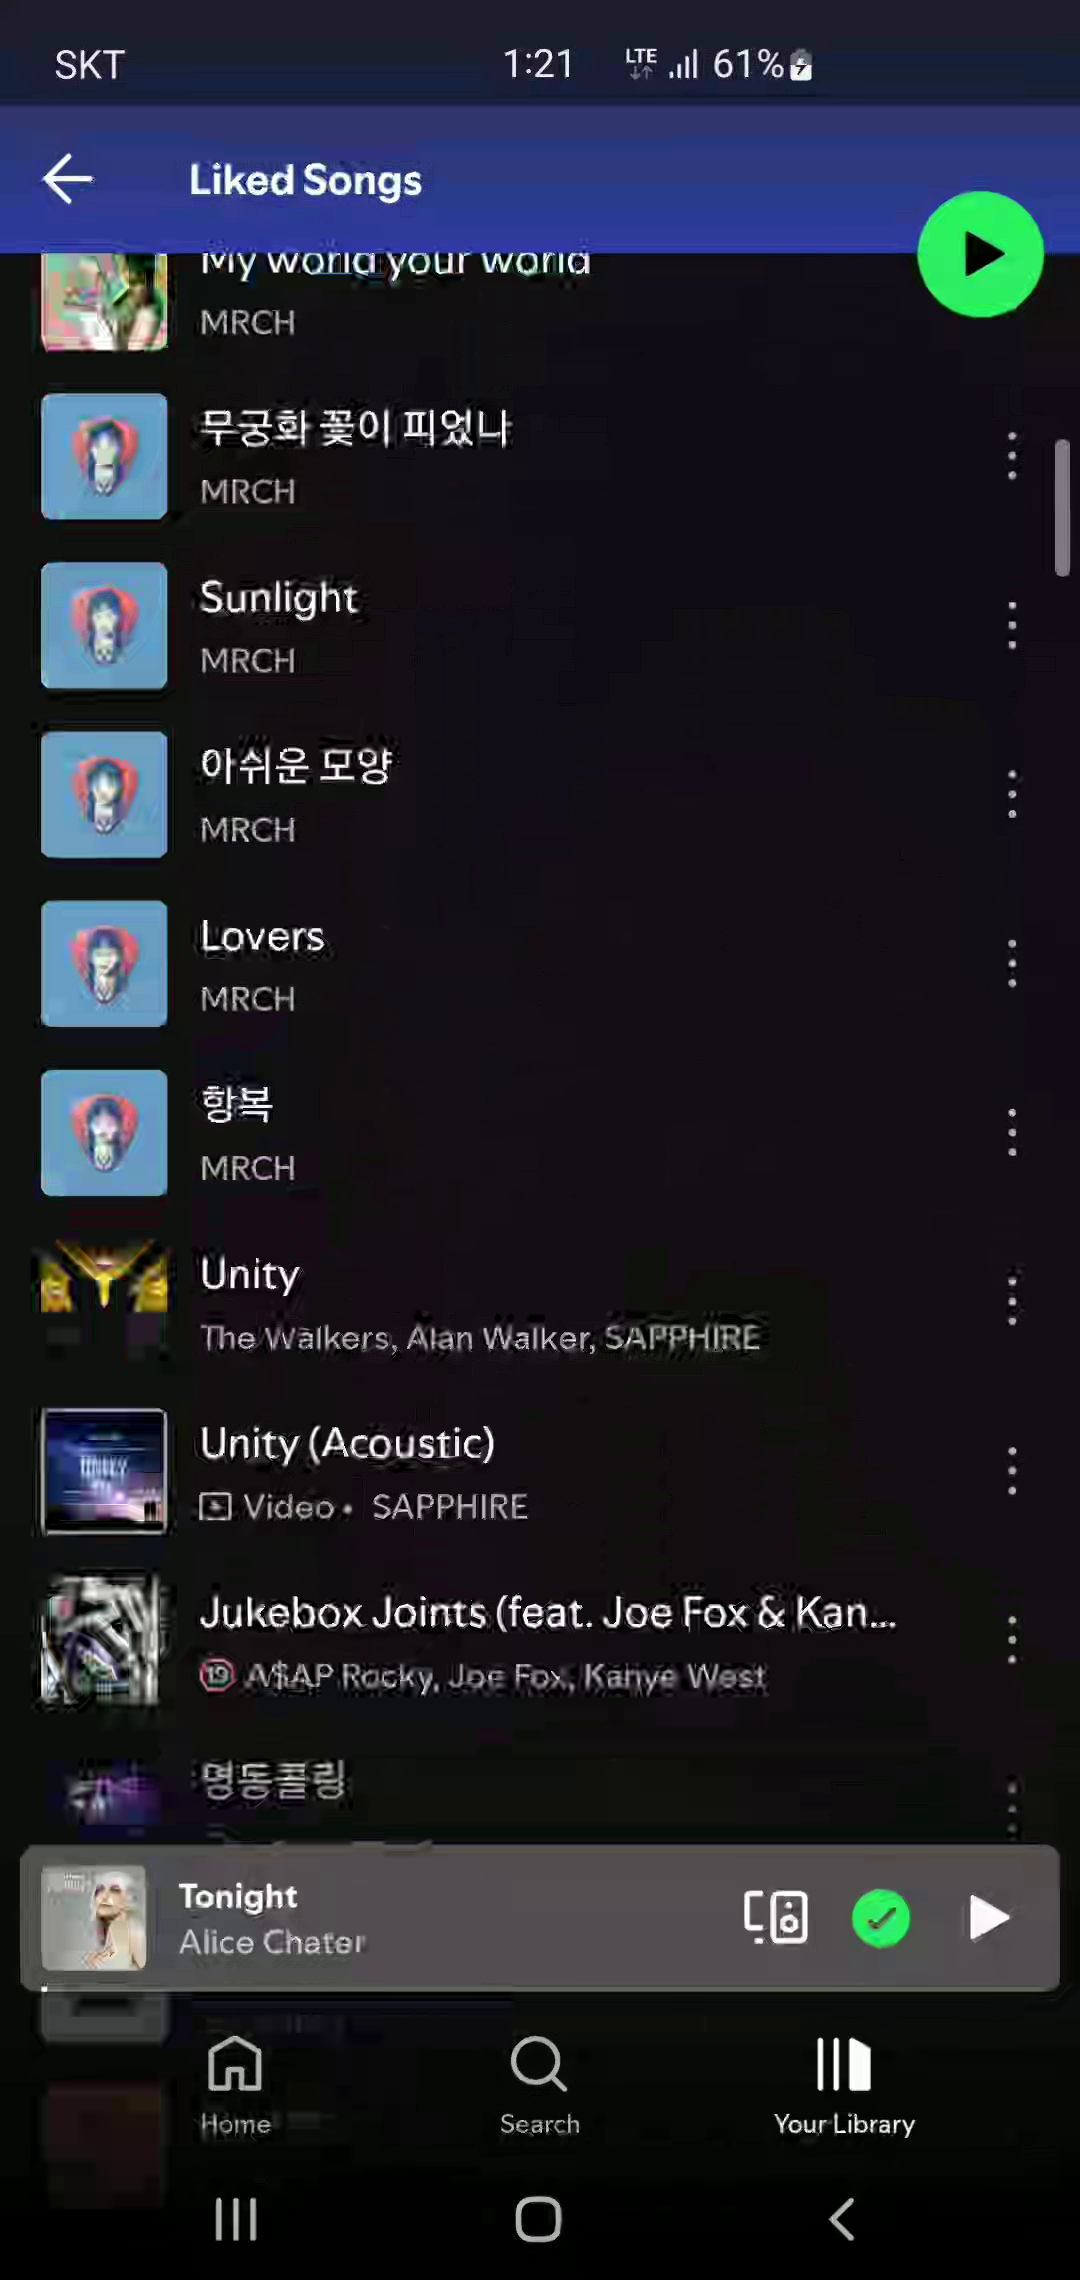 SKT
1:21
LTE
61%
Liked Songs
My world your world
MRCH
무궁화 꽃이 피었나
MRCH
Sunlight
MRCH
아쉬운 모양
MRCH
Lovers
MRCH
항복
MRCH
Unity
The Walkers, Alan Walker, SAPPHIRE
Unity (Acoustic)
Video • SAPPHIRE
Jukebox Joints (feat. Joe Fox & Kan...
19 A$AP Rocky, Joe Fox, Kanye West
명동콜링
Tonight
Alice Chater
Home
Search
Your Library